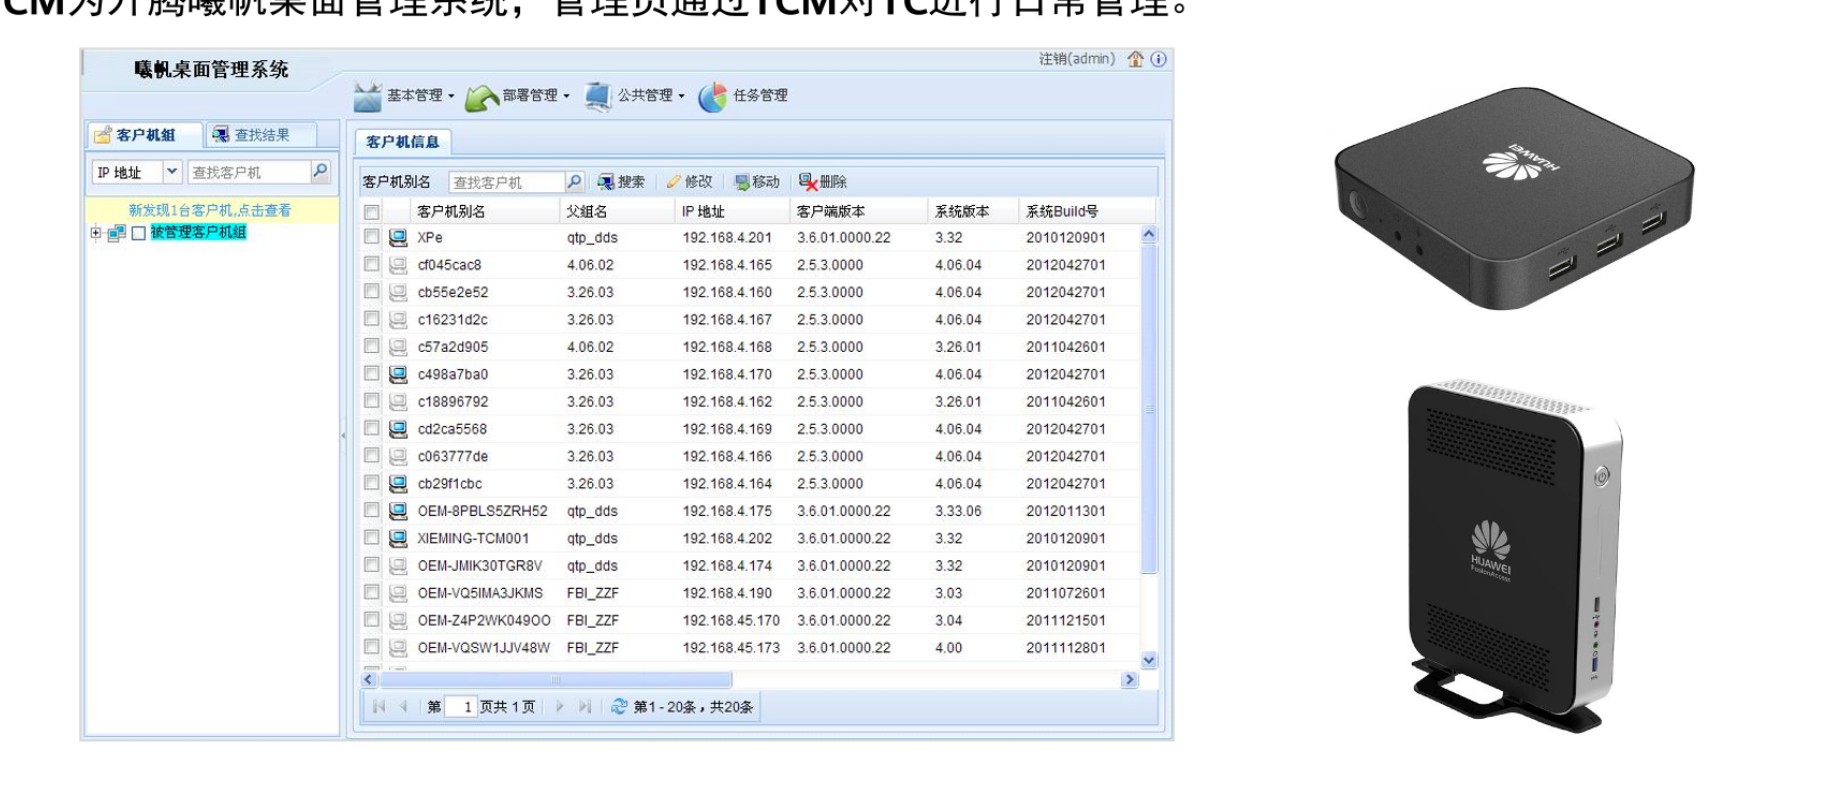 TCM为升腾曦帆桌面管理系统，管理员通过TCM对TC进行日常管理。
曦帆桌面管理系统
注销(admin)
基本管理 部署管理 公共管理 任务管理
客户机组 查找结果
IP 地址 查找客户机
新发现1台客户机,点击查看
被管理客户机组
客户机信息
客户机别名 查找客户机 搜索 修改 移动 删除
客户机别名 父组名 IP 地址 客户端版本 系统版本 系统Build号
XPe qtp_dds 192.168.4.201 3.6.01.0000.22 3.32 2010120901
cf045cac8 4.06.02 192.168.4.165 2.5.3.0000 4.06.04 2012042701
cb55e2e52 3.26.03 192.168.4.160 2.5.3.0000 4.06.04 2012042701
c16231d2c 3.26.03 192.168.4.167 2.5.3.0000 4.06.04 2012042701
c57a2d905 4.06.02 192.168.4.168 2.5.3.0000 3.26.01 2011042601
c498a7ba0 3.26.03 192.168.4.170 2.5.3.0000 4.06.04 2012042701
c18896792 3.26.03 192.168.4.162 2.5.3.0000 3.26.01 2011042601
cd2ca5568 3.26.03 192.168.4.169 2.5.3.0000 4.06.04 2012042701
c063777de 3.26.03 192.168.4.166 2.5.3.0000 4.06.04 2012042701
cb29f1cbc 3.26.03 192.168.4.164 2.5.3.0000 4.06.04 2012042701
OEM-8PBLS5ZRH52 qtp_dds 192.168.4.175 3.6.01.0000.22 3.33.06 2012011301
XIEMING-TCM001 qtp_dds 192.168.4.202 3.6.01.0000.22 3.32 2010120901
OEM-JMIK30TGR8V qtp_dds 192.168.4.174 3.6.01.0000.22 3.32 2010120901
OEM-VQ5IMA3JKMS FBI_ZZF 192.168.4.190 3.6.01.0000.22 3.03 2011072601
OEM-Z4P2WK049OO FBI_ZZF 192.168.45.170 3.6.01.0000.22 3.04 2011121501
OEM-VQSW1JJV48W FBI_ZZF 192.168.45.173 3.6.01.0000.22 4.00 2011112801
第 1 页共 1 页 第1 - 20条，共20条
HUAWEI
HUAWEI
FusionAccess